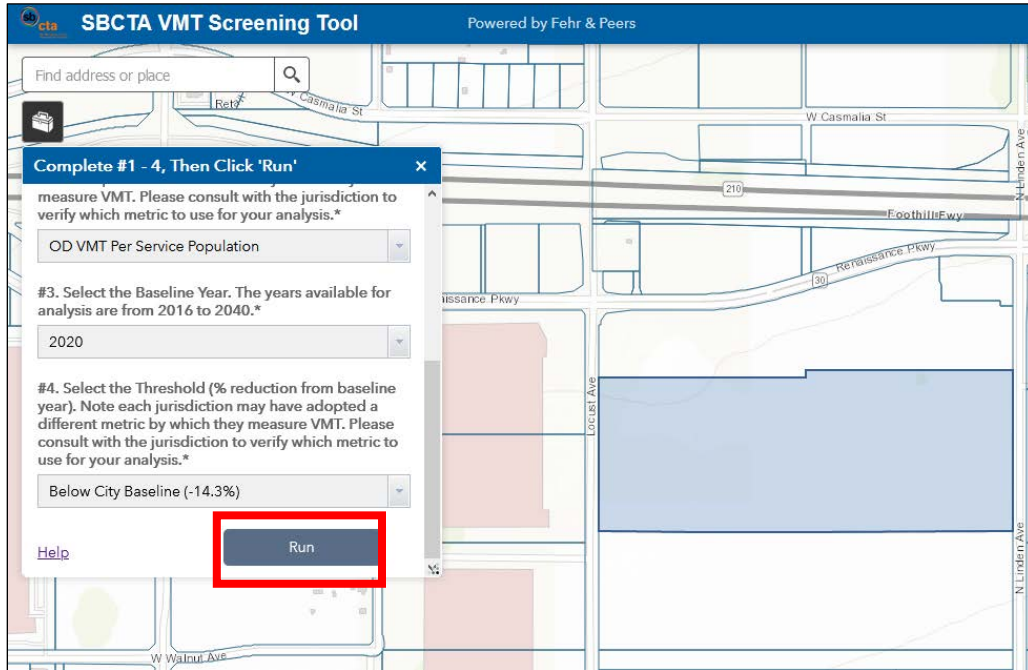 sb
cta
SBCTA VMT Screening Tool
Powered by Fehr & Peers
Find address or place
Retai
W Casmalia St
W Casmalia St
N Linden Ave
Complete #1 - 4, Then Click 'Run'
×
measure VMT. Please consult with the jurisdiction to
verify which metric to use for your analysis.*
OD VMT Per Service Population
#3. Select the Baseline Year. The years available for
analysis are from 2016 to 2040.*
2020
#4. Select the Threshold (% reduction from baseline
year). Note each jurisdiction may have adopted a
different metric by which they measure VMT. Please
consult with the jurisdiction to verify which metric to
use for your analysis.*
Below City Baseline (-14.3%)
Help
Run
210
Foothill Fwy
Renaissance Pkwy
30
issance Pkwy
Locust Ave
N Linden Ave
W Walnut Ave